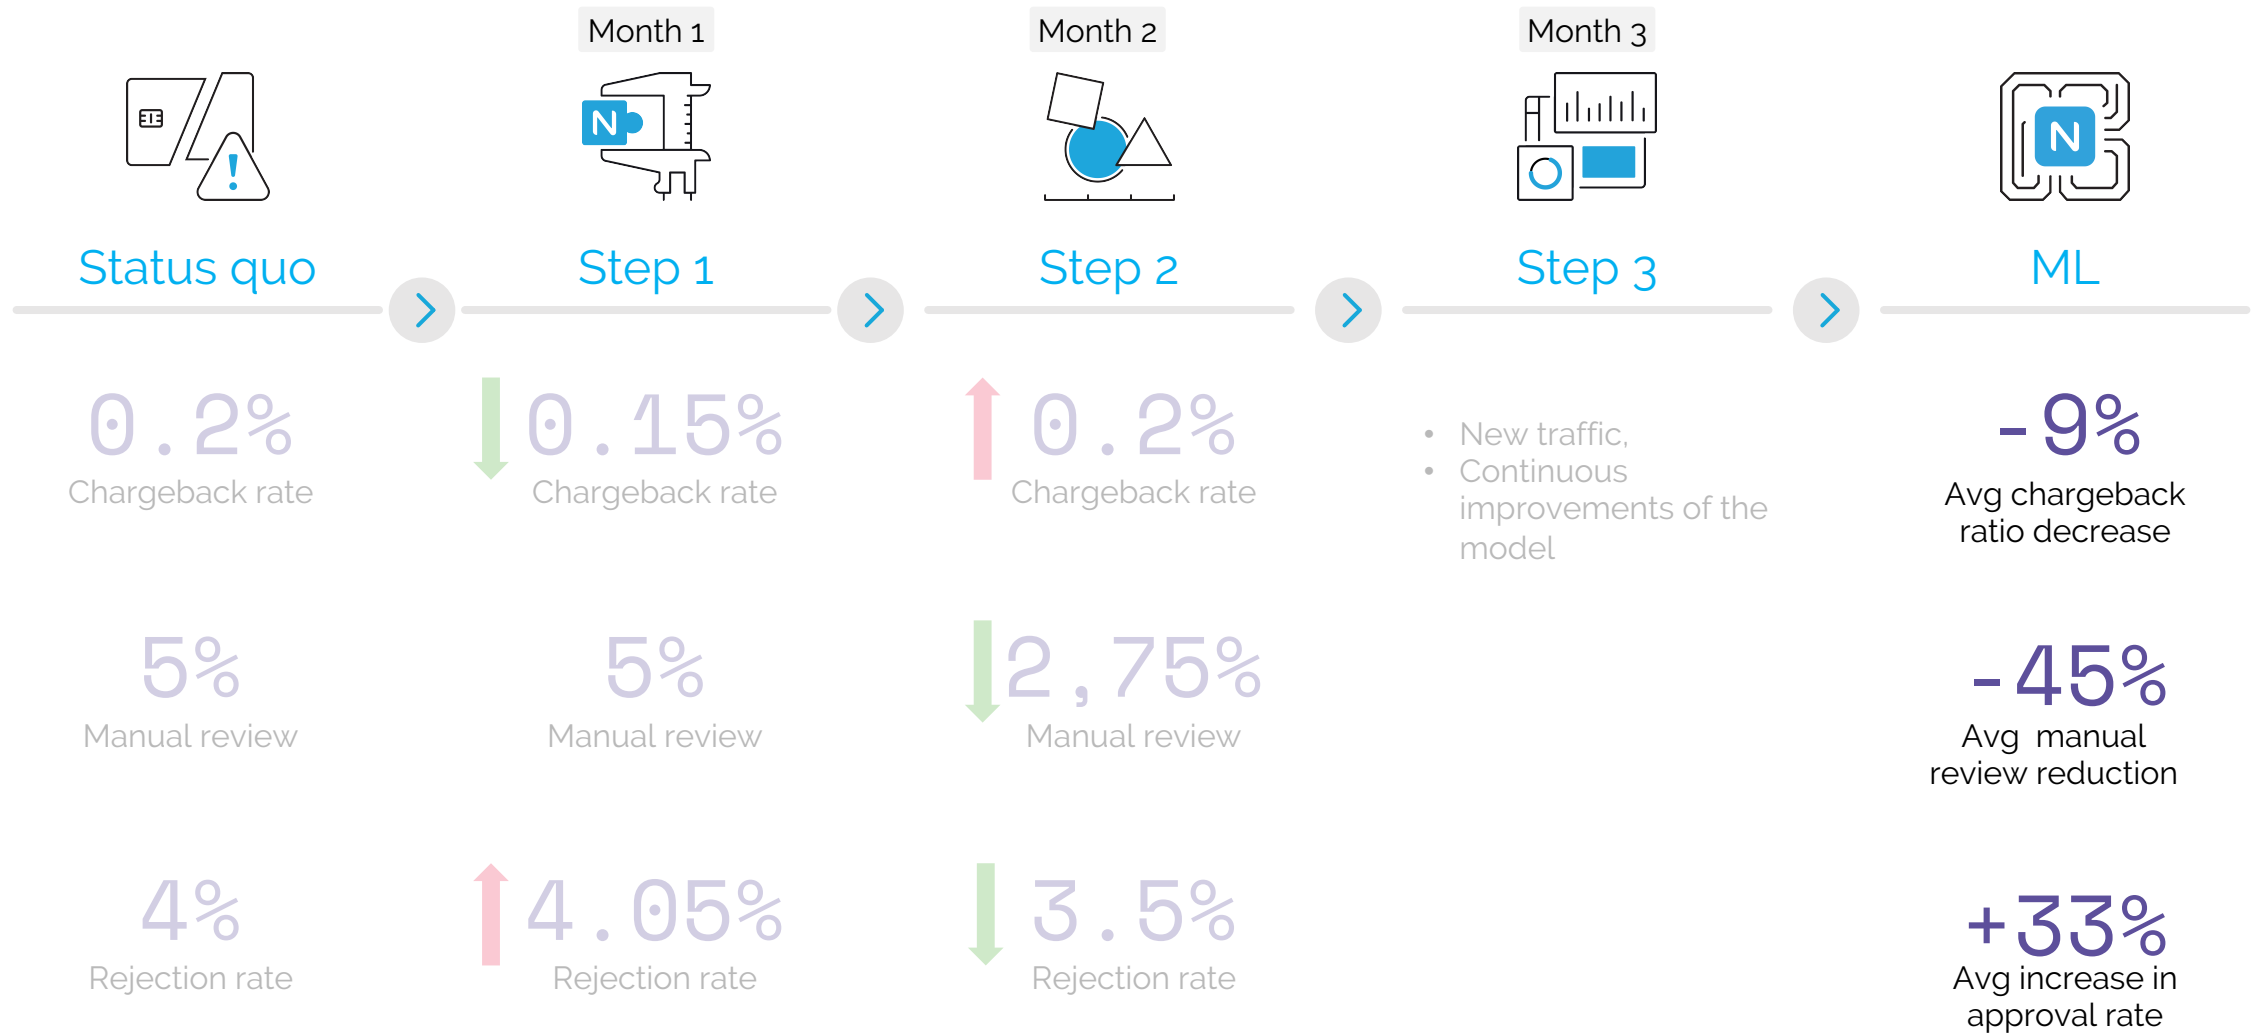 Month 1
Month 2
Month 3
N
N
Status quo
Step 1
Step 2
Step 3
ML
0.2%
Chargeback rate
0.15%
Chargeback rate
0.2%
Chargeback rate
• New traffic,
• Continuous
improvements of the
model
-9%
Avg chargeback
ratio decrease
5%
Manual review
5%
Manual review
2,75%
Manual review
-45%
Avg manual
review reduction
4%
Rejection rate
4.05%
Rejection rate
3.5%
Rejection rate
+33%
Avg increase in
approval rate